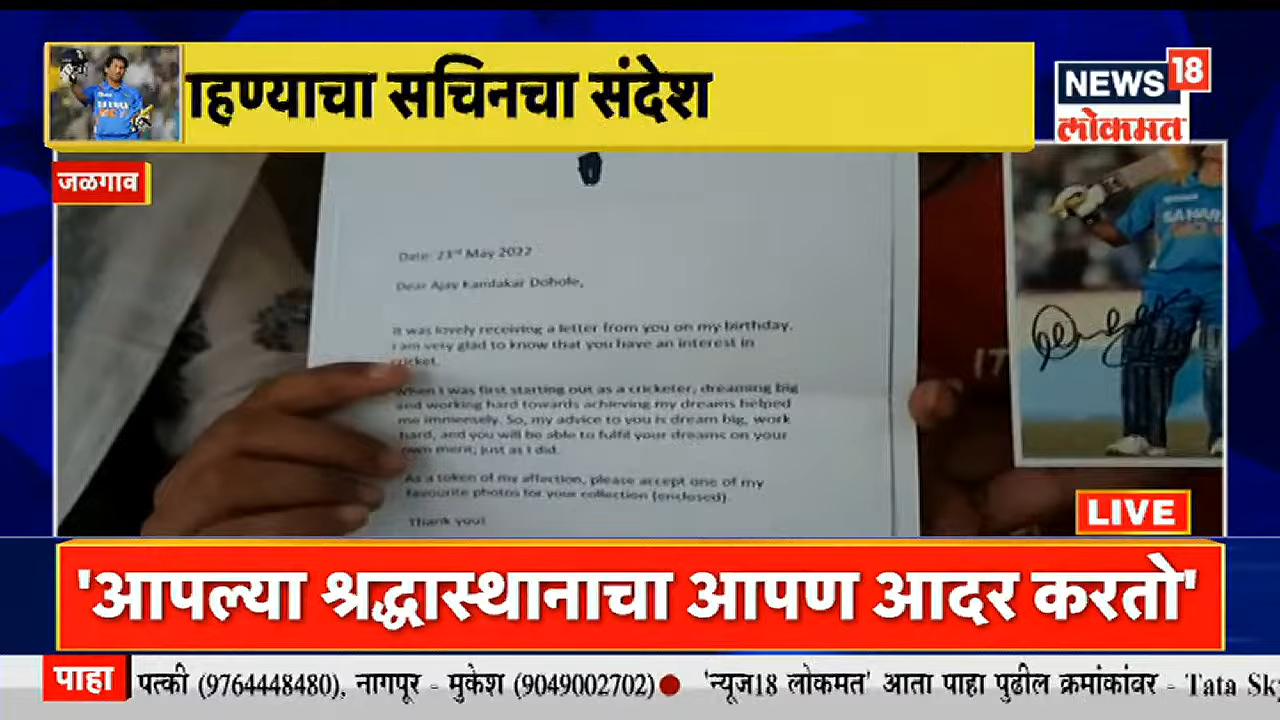 ाहण्याचा सचिनचा संदेश
NEWS 18
लोकमत
जळगाव
Date: 23rd May 2022
Dear Ajay Kandakar Dohole,
It was lovely receiving a letter from you on my birthday.
I am very glad to know that you have an interest in
cricket.
When I was first starting out as a cricketer, dreaming big
and working hard towards achieving my dreams helped
me immensely. So, my advice to you is dream big, work
hard, and you will be able to fulfil your dreams on your
own merit, just as I did.
As a token of my affection, please accept one of my
favourite photos for your collection (enclosed).
Thank you!
SAHARA
IT
LIVE
'आपल्या श्रद्धास्थानाचा आपण आदर करतो'
पाहा
पत्की (9764448480), नागपूर - मुकेश (9049002702) ● 'न्यूज18 लोकमत' आता पाहा पुढील क्रमांकांवर - Tata Sky